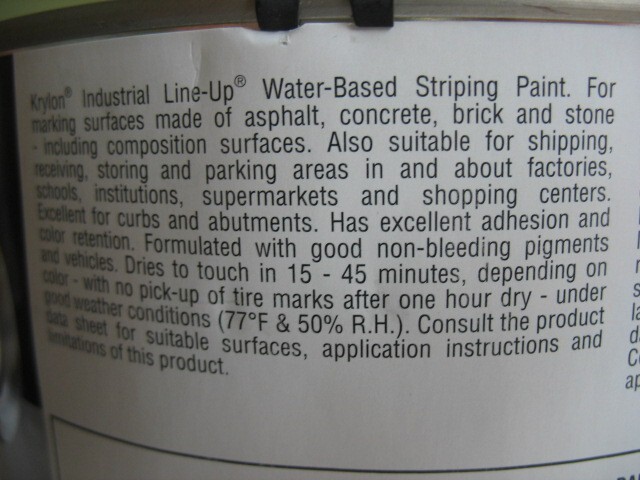 Krylon® Industrial Line-Up® Water-Based Striping Paint. For
marking surfaces made of asphalt, concrete, brick and stone
- including composition surfaces. Also suitable for shipping,
receiving, storing and parking areas in and about factories,
schools, institutions, supermarkets and shopping centers.
Excellent for curbs and abutments. Has excellent adhesion and
color retention. Formulated with good non-bleeding pigments
and vehicles. Dries to touch in 15 - 45 minutes, depending on
color - with no pick-up of tire marks after one hour dry - under
good weather conditions (77°F & 50% R.H.). Consult the product
data sheet for suitable surfaces, application instructions and
limitations of this product.